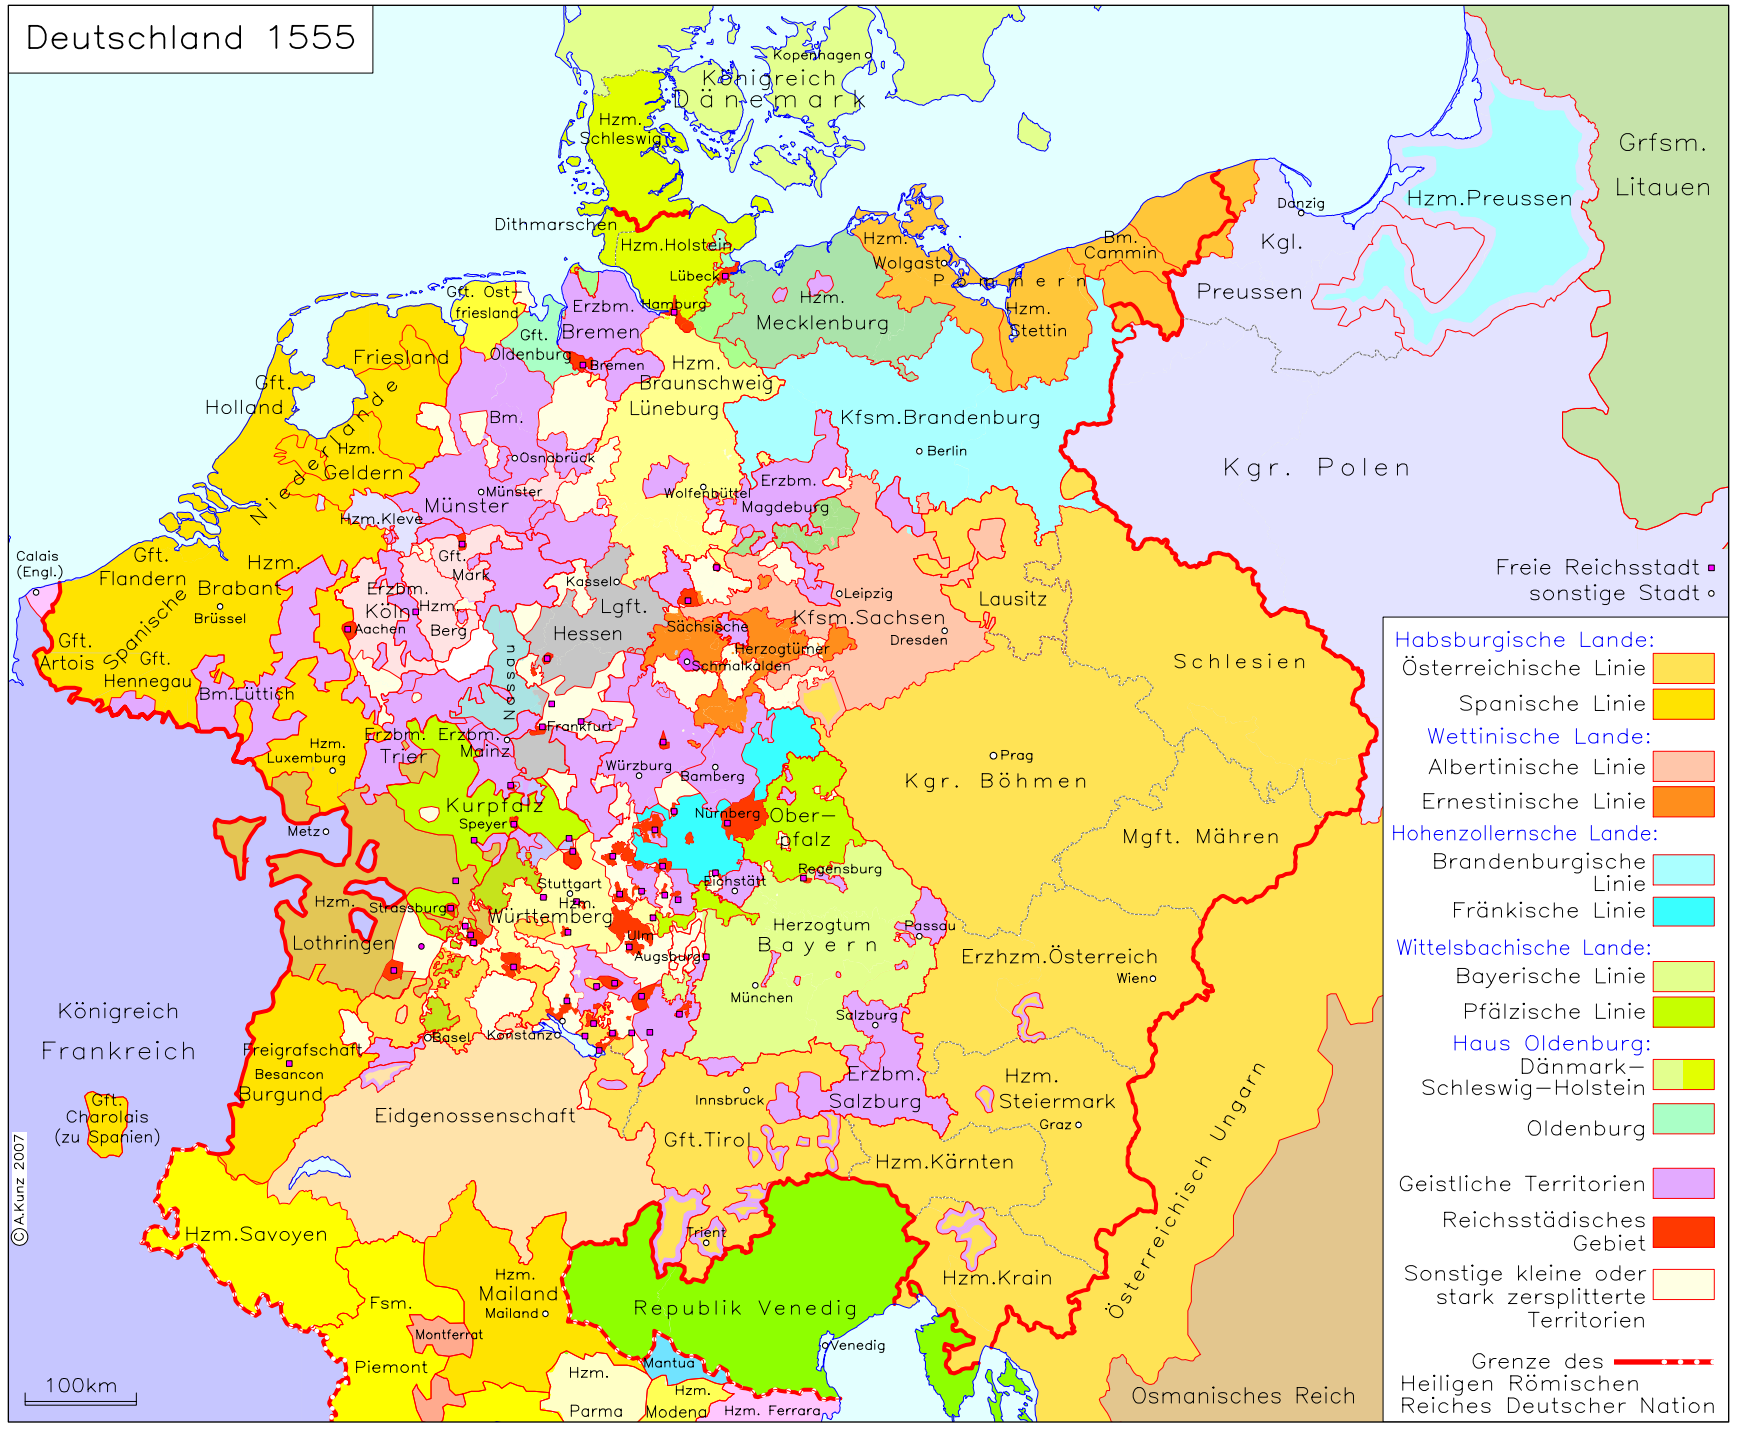 Deutschland 1555
Kopenhagen
Königreich
Dänemark
Hzm.
Schleswig
Grfsm.
Litauen
Hzm.Preussen
Danzig
Kgl.
Preussen
Dithmarschen
Hzm.Holstein
Lübeck
Hamburg
Hzm.
Wolgast
Bm.
Cammin
Pommern
Hzm.
Stettin
Hzm.
Mecklenburg
Gft. Ost-
friesland
Erzbm.
Bremen
Gft.
Oldenburg
Bremen
Friesland
Gft.
Holland
Hzm.
Braunschweig
Lüneburg
Kfsm.Brandenburg
Berlin
Kgr. Polen
Bm.
Osnabrück
Münster
Münster
Hzm.
Geldern
Niederlande
Spanische
Hzm.Kleve
Wolfenbüttel
Erzbm.
Magdeburg
Calais
(Engl.)
Gft.
Flandern
Hzm.
Brabant
Brüssel
Gft.
Artois
Gft.
Hennegau
Bm.Lüttich
Erzbm.
Köln
Aachen
Gft.
Mark
Hzm.
Berg
Kassel
Lgft.
Hessen
Nassau
Sächsische
Herzogtümer
Schmalkalden
Leipzig
Kfsm.Sachsen
Dresden
Lausitz
Schlesien
Freie Reichsstadt
sonstige Stadt
Hzm.
Luxemburg
Erzbm.
Trier
Erzbm.
Mainz
Frankfurt
Würzburg
Bamberg
Nürnberg
Ober-
pfalz
Kurpfalz
Speyer
Metz
Prag
Kgr. Böhmen
Mgft. Mähren
Hzm.
Lothringen
Strassburg
Stuttgart
Hzm.
Württemberg
Ulm
Augsburg
Eichstätt
Regensburg
Herzogtum
Bayern
München
Passau
Erzhzm.Österreich
Wien
Salzburg
Königreich
Frankreich
Freigrafschaft
Besancon
Burgund
Basel
Konstanz
Gft.
Charolais
(zu Spanien)
Eidgenossenschaft
Innsbruck
Gft.Tirol
Erzbm.
Salzburg
Hzm.
Steiermark
Graz
Hzm.Kärnten
Hzm.Krain
Österreichisch Ungarn
Osmanisches Reich
Trient
Hzm.Savoyen
Hzm.
Mailand
Mailand
Fsm.
Piemont
Montferrat
Republik Venedig
Venedig
Mantua
Hzm.
Parma
Hzm.
Modena
Hzm. Ferrara
100km
©A.Kunz 2007
Habsburgische Lande:
Österreichische Linie
Spanische Linie
Wettinische Lande:
Albertinische Linie
Ernestinische Linie
Hohenzollernsche Lande:
Brandenburgische
Linie
Fränkische Linie
Wittelsbachische Lande:
Bayerische Linie
Pfälzische Linie
Haus Oldenburg:
Dänmark-
Schleswig-Holstein
Oldenburg
Geistliche Territorien
Reichsstädisches
Gebiet
Sonstige kleine oder
stark zersplitterte
Territorien
Grenze des
Heiligen Römischen
Reiches Deutscher Nation